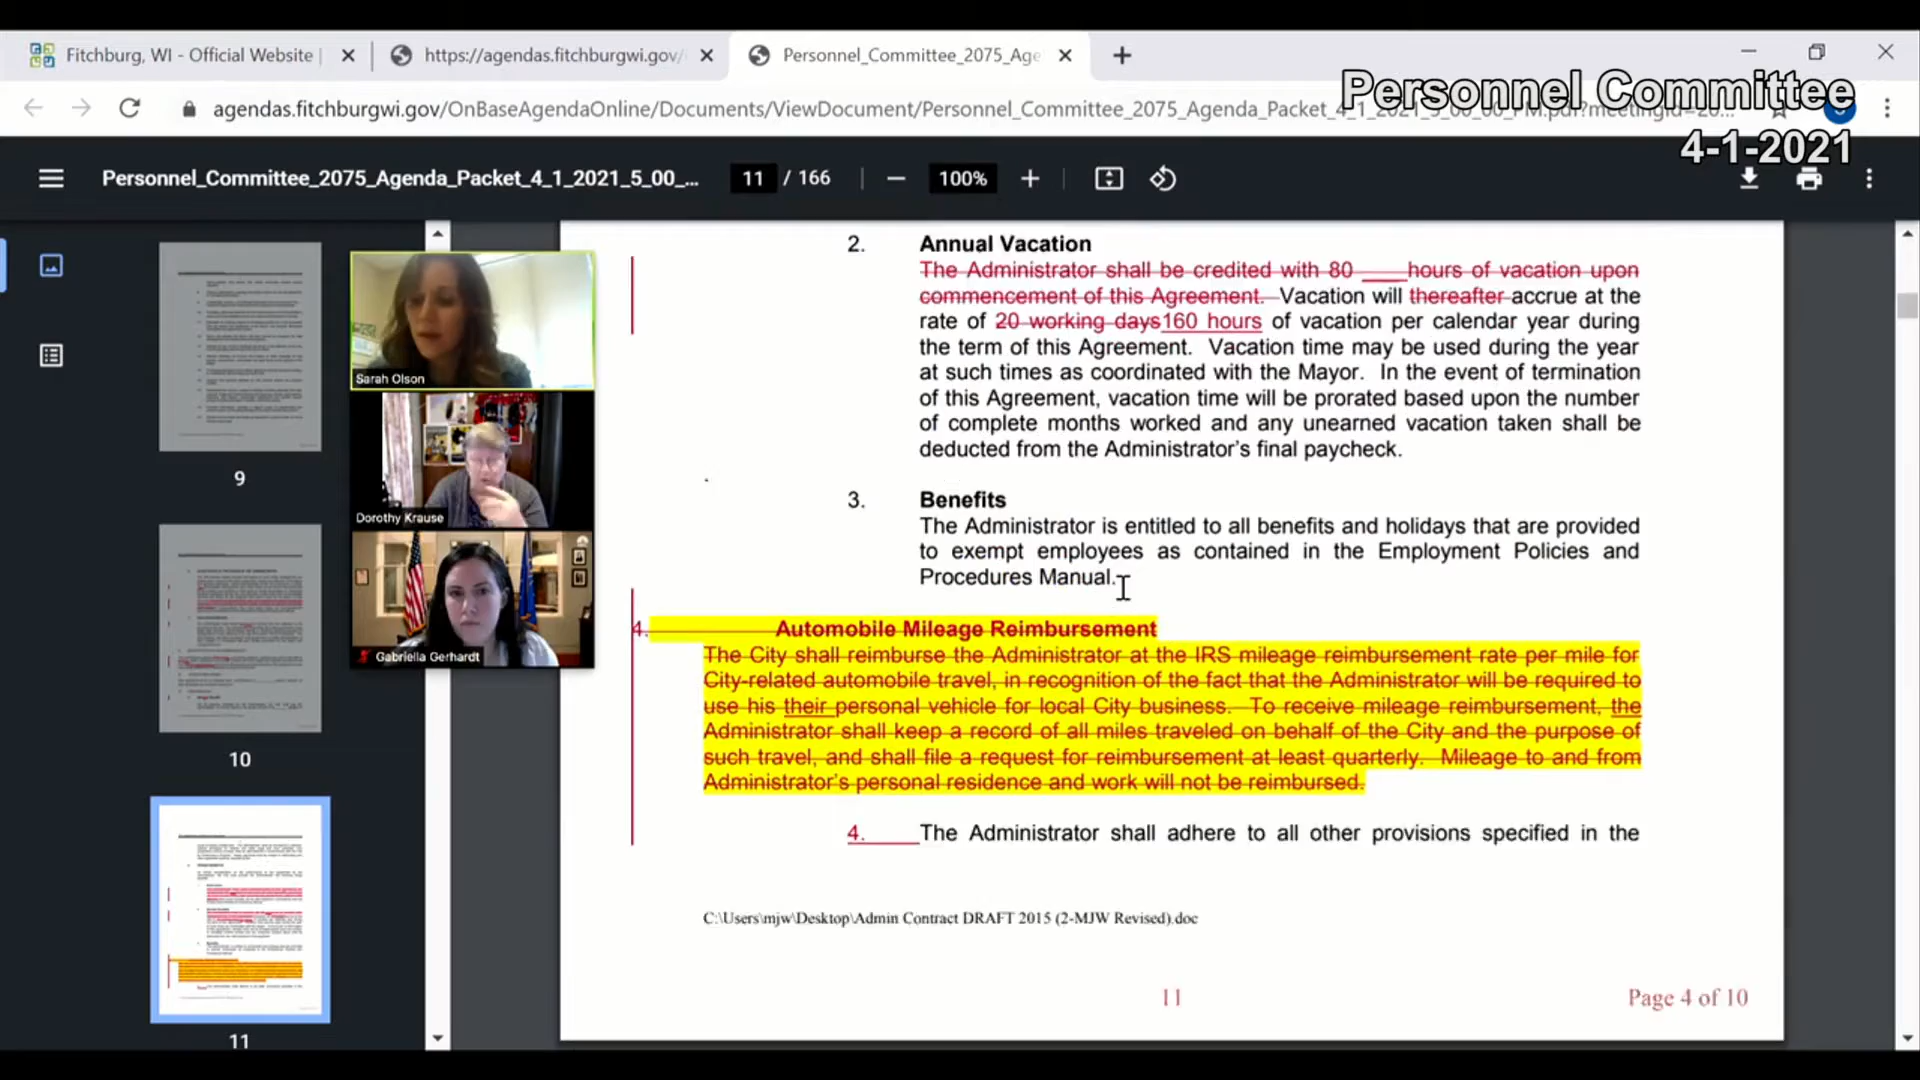 Fitchburg, WI - Official Website |
https://agendas.fitchburgwi.gov/
Personnel_Committee_2075_Age
Personnel Committee
agendas.fitchburgwi.gov/OnBaseAgendaOnline/Documents/ViewDocument/Personnel_Committee_2075_Agenda_Packet_4_1_2021_5_00_00_PM.pdf?meetingId=20...
4-1-2021
Personnel_Committee_2075_Agenda_Packet_4_1_2021_5_00_...
11 / 166
100%
9
10
11
Sarah Olson
Dorothy Krause
Gabriella Gerhardt
2. Annual Vacation
The Administrator shall be credited with 80 ____hours of vacation upon
commencement of this Agreement. Vacation will thereafter accrue at the
rate of 20 working days160 hours of vacation per calendar year during
the term of this Agreement. Vacation time may be used during the year
at such times as coordinated with the Mayor. In the event of termination
of this Agreement, vacation time will be prorated based upon the number
of complete months worked and any unearned vacation taken shall be
deducted from the Administrator's final paycheck.
3. Benefits
The Administrator is entitled to all benefits and holidays that are provided
to exempt employees as contained in the Employment Policies and
Procedures Manual.
4. Automobile Mileage Reimbursement
The City shall reimburse the Administrator at the IRS mileage reimbursement rate per mile for
City-related automobile travel, in recognition of the fact that the Administrator will be required to
use his their personal vehicle for local City business. To receive mileage reimbursement, the
Administrator shall keep a record of all miles traveled on behalf of the City and the purpose of
such travel, and shall file a request for reimbursement at least quarterly. Mileage to and from
Administrator's personal residence and work will not be reimbursed.
4. The Administrator shall adhere to all other provisions specified in the
C:\Users\mjw\Desktop\Admin Contract DRAFT 2015 (2-MJW Revised).doc
11
Page 4 of 10